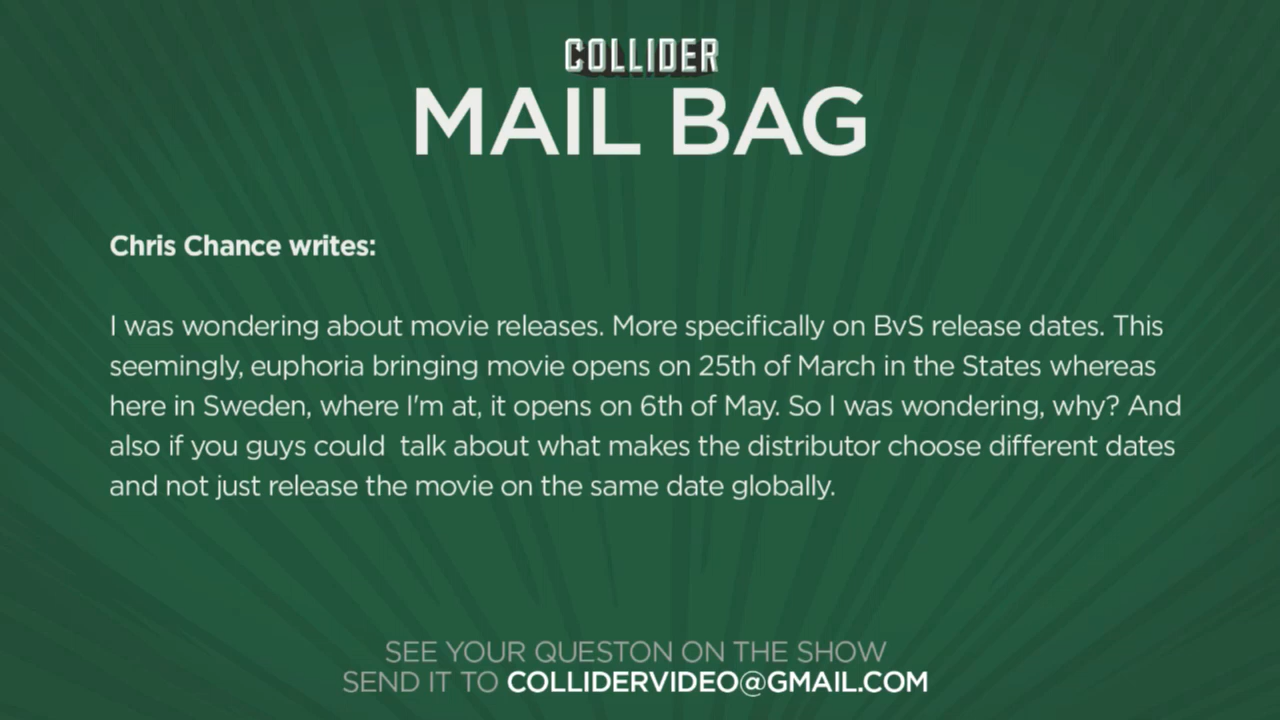 COLLIDER
MAIL BAG
Chris Chance writes:
I was wondering about movie releases. More specifically on BvS release dates. This
seemingly, euphoria bringing movie opens on 25th of March in the States whereas
here in Sweden, where I'm at, it opens on 6th of May. So I was wondering, why? And
also if you guys could  talk about what makes the distributor choose different dates
and not just release the movie on the same date globally.
SEE YOUR QUESTON ON THE SHOW
SEND IT TO COLLIDERVIDEO@GMAIL.COM